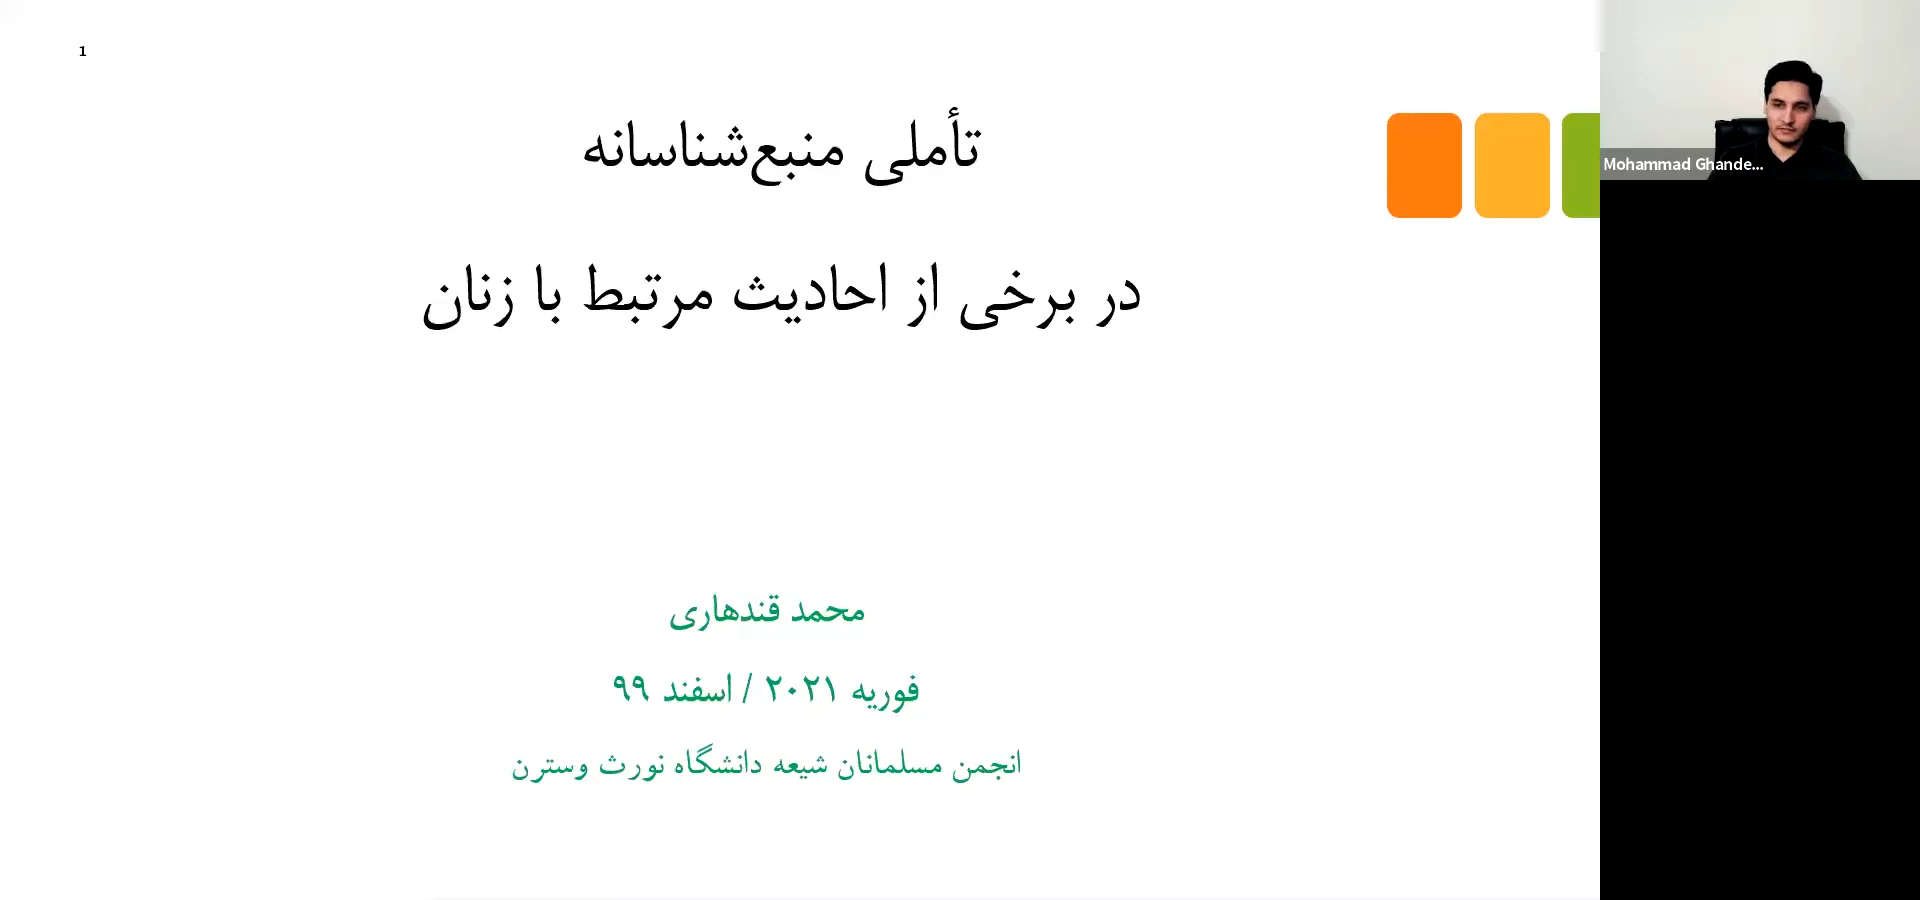 1
تأملی منبع‌شناسانه
در برخی از احادیث مرتبط با زنان
محمد قندهاری
فوریه ۲۰۲۱ / اسفند ۹۹
انجمن مسلمانان شیعه دانشگاه نورث وسترن
Mohammad Ghande...